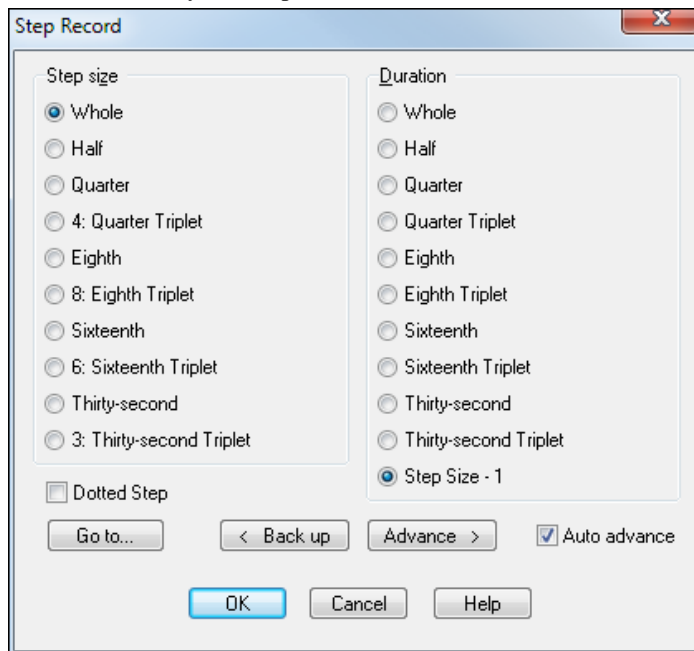 Step Record
Step size
Whole
Half
Quarter
4: Quarter Triplet
Eighth
8: Eighth Triplet
Sixteenth
6: Sixteenth Triplet
Thirty-second
3: Thirty-second Triplet
Duration
Whole
Half
Quarter
Quarter Triplet
Eighth
Eighth Triplet
Sixteenth
Sixteenth Triplet
Thirty-second
Thirty-second Triplet
Step Size - 1
Dotted Step
Go to... < Back up Advance > Auto advance
OK Cancel Help